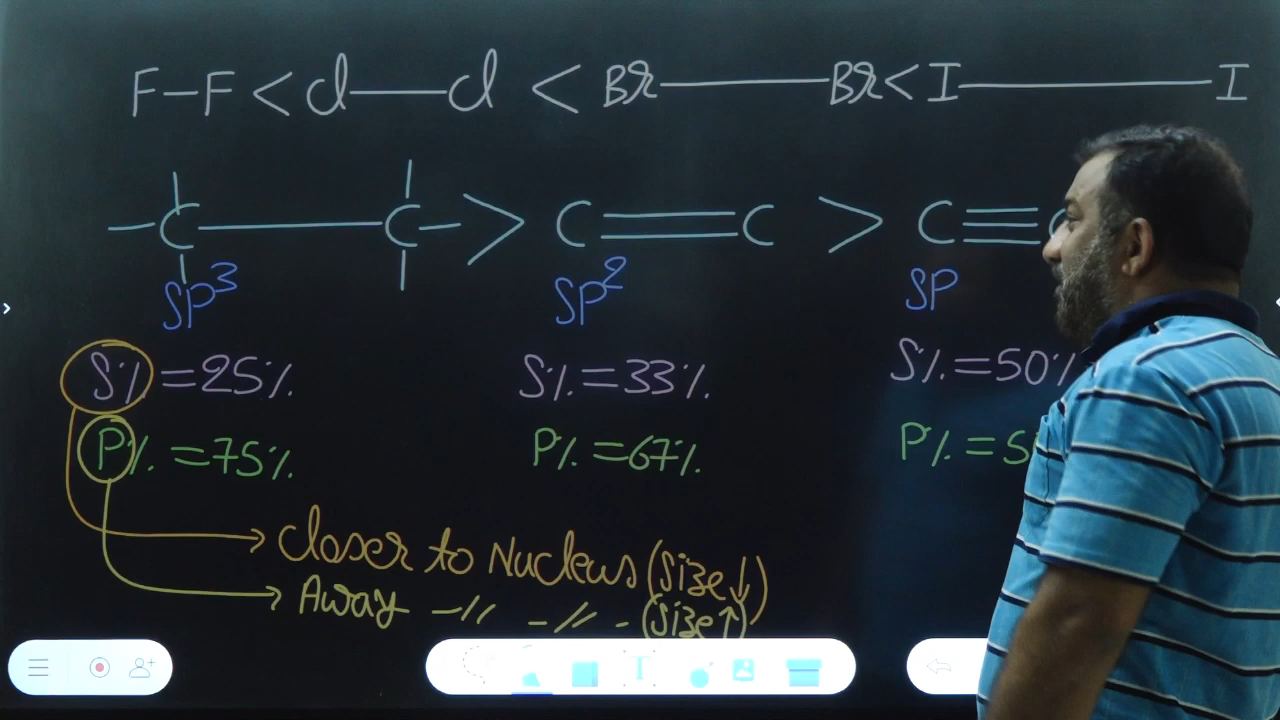 F—F < Cl—Cl < Br—Br < I—I
—C—C— > C=C > C≡
SP³ SP² SP
S% = 25% S% = 33% S% = 50%
P% = 75% P% = 67% P% = 5
→ Closer to Nucleus (Size ↓)
→ Away —〃 —〃— (Size ↑)
T